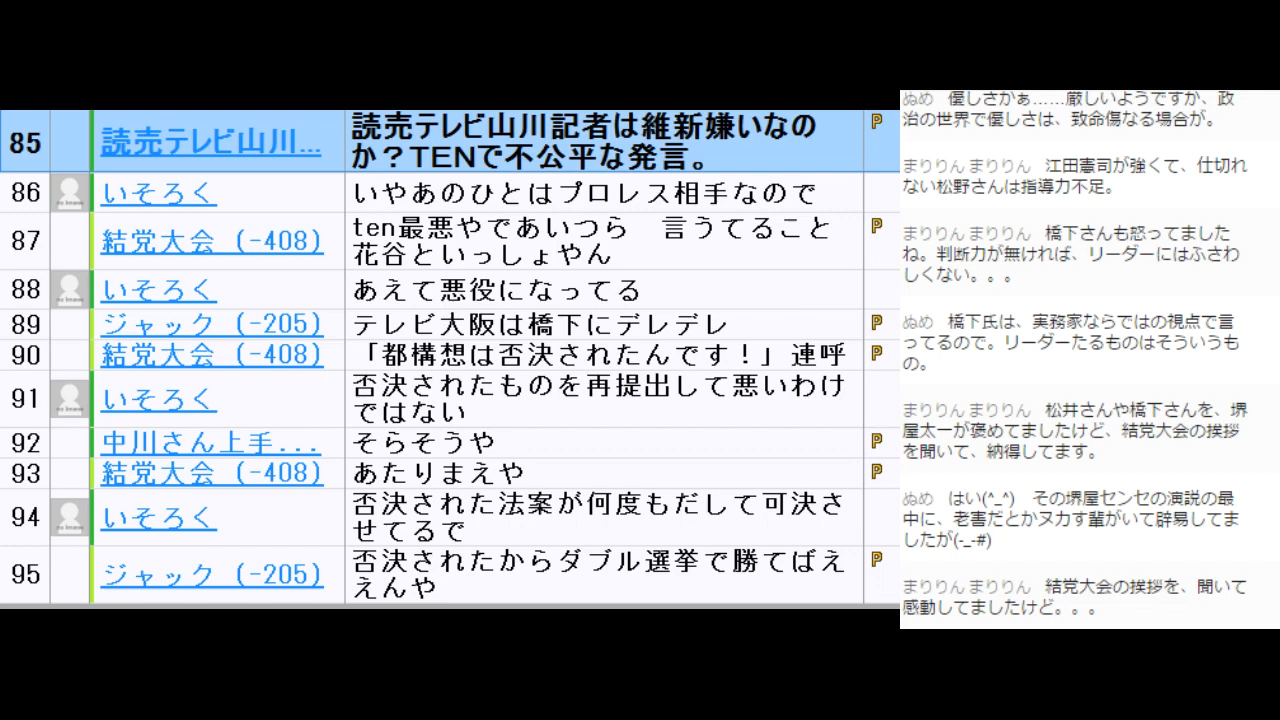 85 読売テレビ山川... 読売テレビ山川記者は維新嫌いなの
か？TENで不公平な発言。 P
86 いそろく いやあのひとはプロレス相手なので
87 結党大会 (-408) ten最悪やであいつら　言うてること
花谷といっしょやん P
88 いそろく あえて悪役になってる
89 ジャック (-205) テレビ大阪は橋下にデレデレ P
90 結党大会 (-408) 「都構想は否決されたんです！」連呼 P
91 いそろく 否決されたものを再提出して悪いわけ
ではない
92 中川さん上手... そらそうや P
93 結党大会 (-408) あたりまえや P
94 いそろく 否決された法案が何度もだして可決さ
せてるで
95 ジャック (-205) 否決されたからダブル選挙で勝てばえ
えんや P
ぬめ　優しさかぁ……厳しいようですが、政
治の世界で優しさは、致命傷なる場合が。
まりりんまりりん　江田憲司が強くて、仕切れ
ない松野さんは指導力不足。
まりりんまりりん　橋下さんも怒ってました
ね。判断力が無ければ、リーダーにはふさわ
しくない。。。
ぬめ　橋下氏は、実務家ならではの視点で言
ってるので。リーダーたるものはそういうも
の。
まりりんまりりん　松井さんや橋下さんを、堺
屋太一が褒めてましたけど、結党大会の挨拶
を聞いて、納得してます。
ぬめ　はい(^_^)　その堺屋センセの演説の最
中に、老害だとかヌカす輩がいて辟易してま
したが(-_-#)
まりりんまりりん　結党大会の挨拶を、聞いて
感動してましたけど。。。